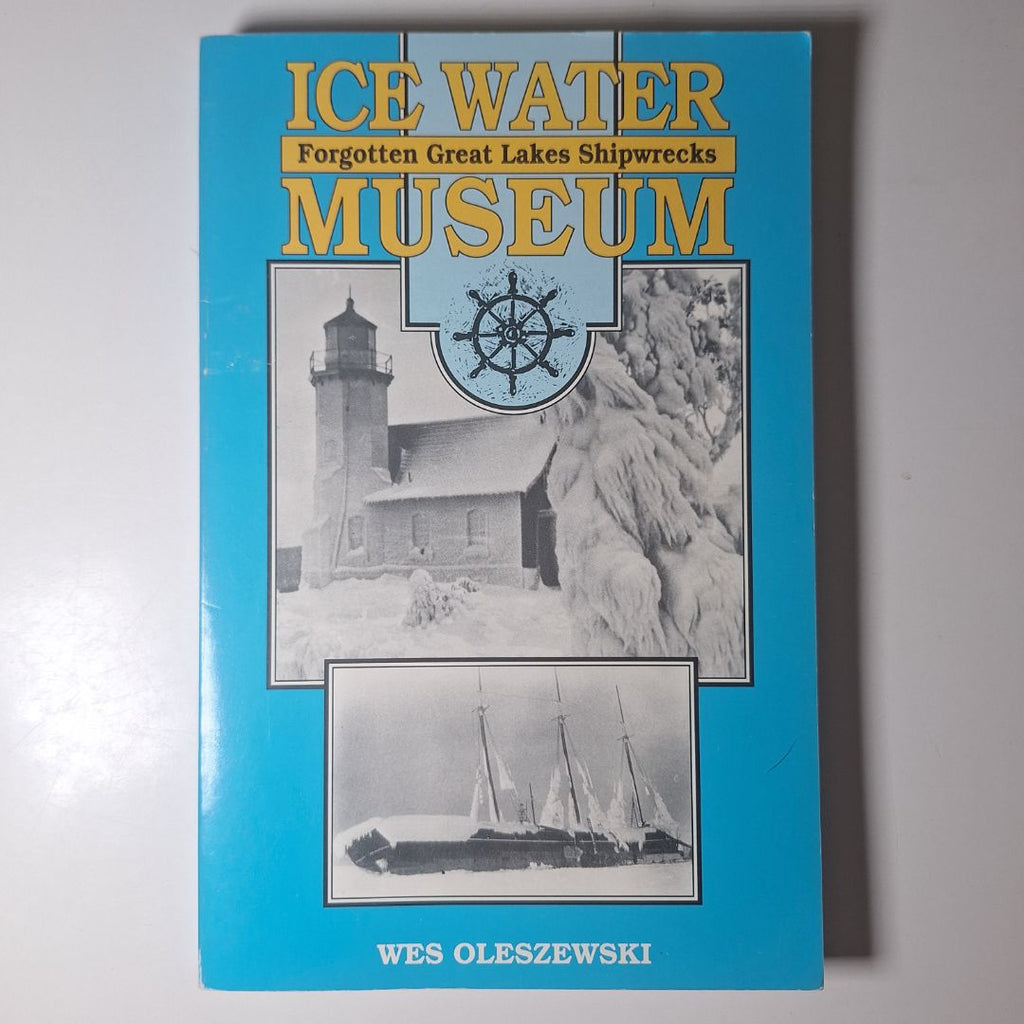 ICE WATER
Forgotten Great Lakes Shipwrecks
MUSEUM
WES OLESZEWSKI